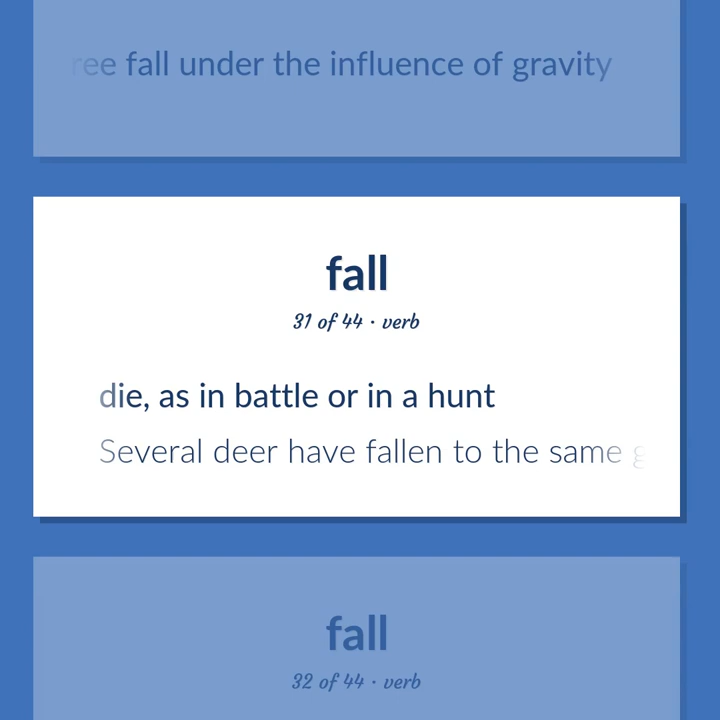 fall under the influence of gravity
fall
31 of 44 · verb
die, as in battle or in a hunt
Several deer have fallen to the same
fall
32 of 44 · verb